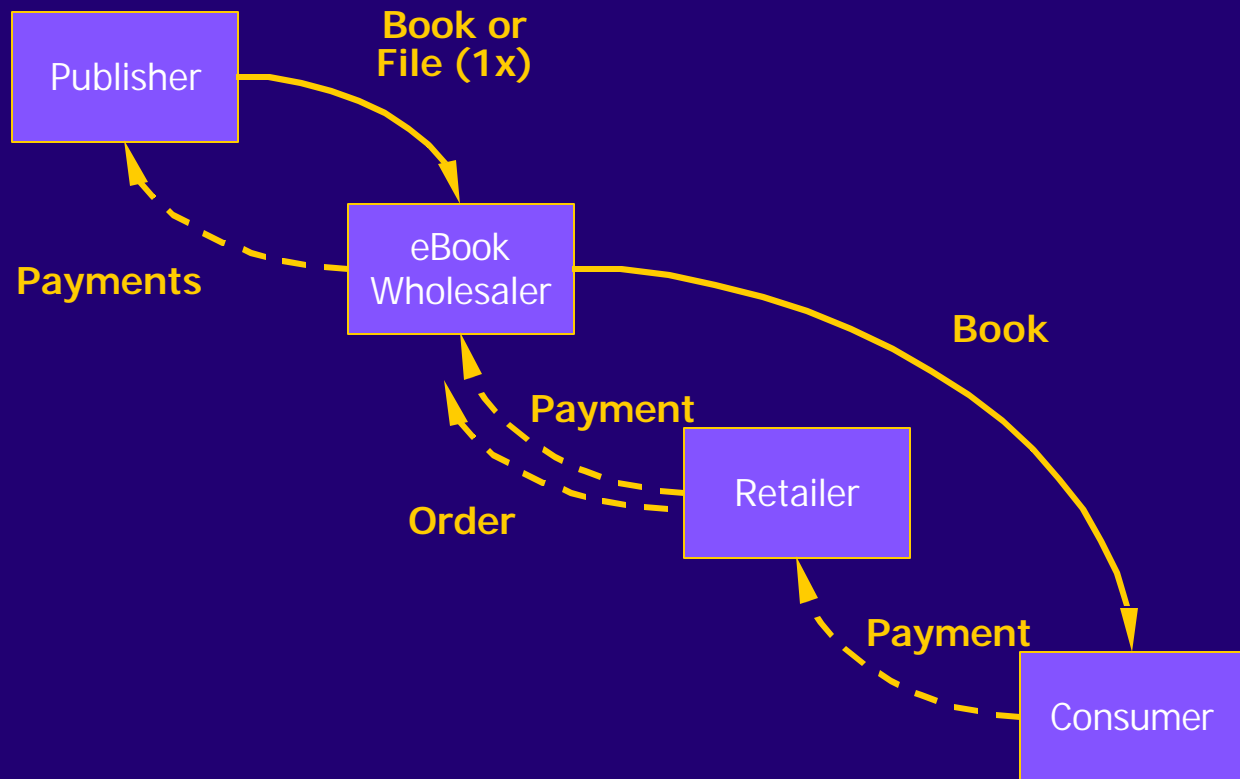 Book or
File (1x)
Publisher
eBook
Wholesaler
Payments
Book
Payment
Retailer
Order
Payment
Consumer